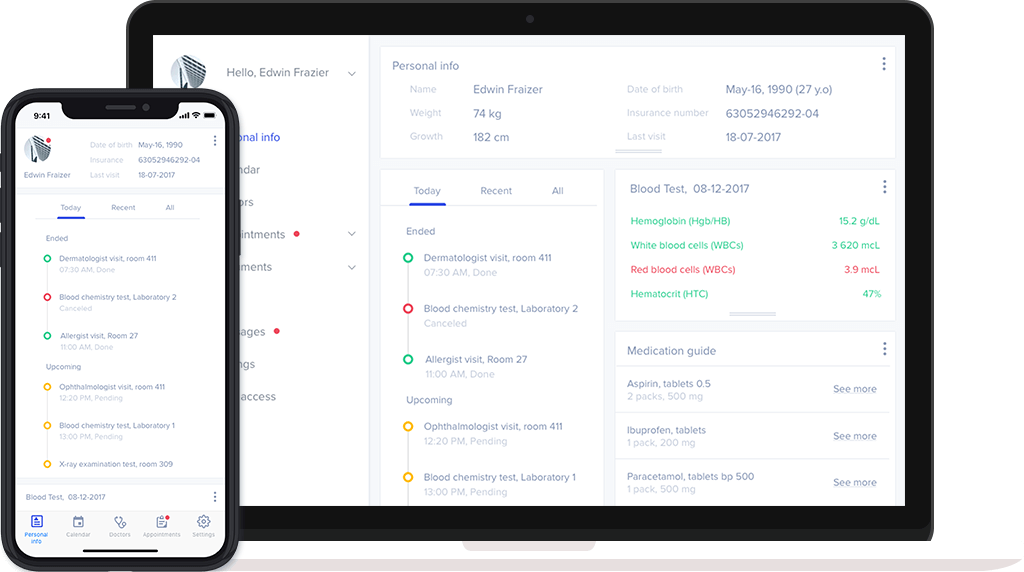 Hello, Edwin Frazier
onal info
ndar
ors
intments
ments
ages
ngs
access
Personal info
Name Edwin Fraizer
Weight 74 kg
Growth 182 cm
Date of birth May-16, 1990 (27 y.o)
Insurance number 63052946292-04
Last visit 18-07-2017
Today Recent All
Ended
Dermatologist visit, room 411
07:30 AM, Done
Blood chemistry test, Laboratory 2
Canceled
Allergist visit, Room 27
11:00 AM, Done
Upcoming
Ophthalmologist visit, room 411
12:20 PM, Pending
Blood chemistry test, Laboratory 1
13:00 PM, Pending
Blood Test, 08-12-2017
Hemoglobin (Hgb/HB) 15.2 g/dL
White blood cells (WBCs) 3 620 mcL
Red blood cells (WBCs) 3.9 mcL
Hematocrit (HTC) 47%
Medication guide
Aspirin, tablets 0.5
2 packs, 500 mg
See more
Ibuprofen, tablets
1 pack, 200 mg
See more
Paracetamol, tablets bp 500
1 pack, 500 mg
See more
9:41
Edwin Fraizer
Date of birth May-16, 1990
Insurance 63052946292-04
Last visit 18-07-2017
Today Recent All
Ended
Dermatologist visit, room 411
07:30 AM, Done
Blood chemistry test, Laboratory 2
Canceled
Allergist visit, Room 27
11:00 AM, Done
Upcoming
Ophthalmologist visit, room 411
12:20 PM, Pending
Blood chemistry test, Laboratory 1
13:00 PM, Pending
X-ray examination test, room 309
Blood Test, 08-12-2017
Personal info
Calendar
Doctors
Appointments
Settings